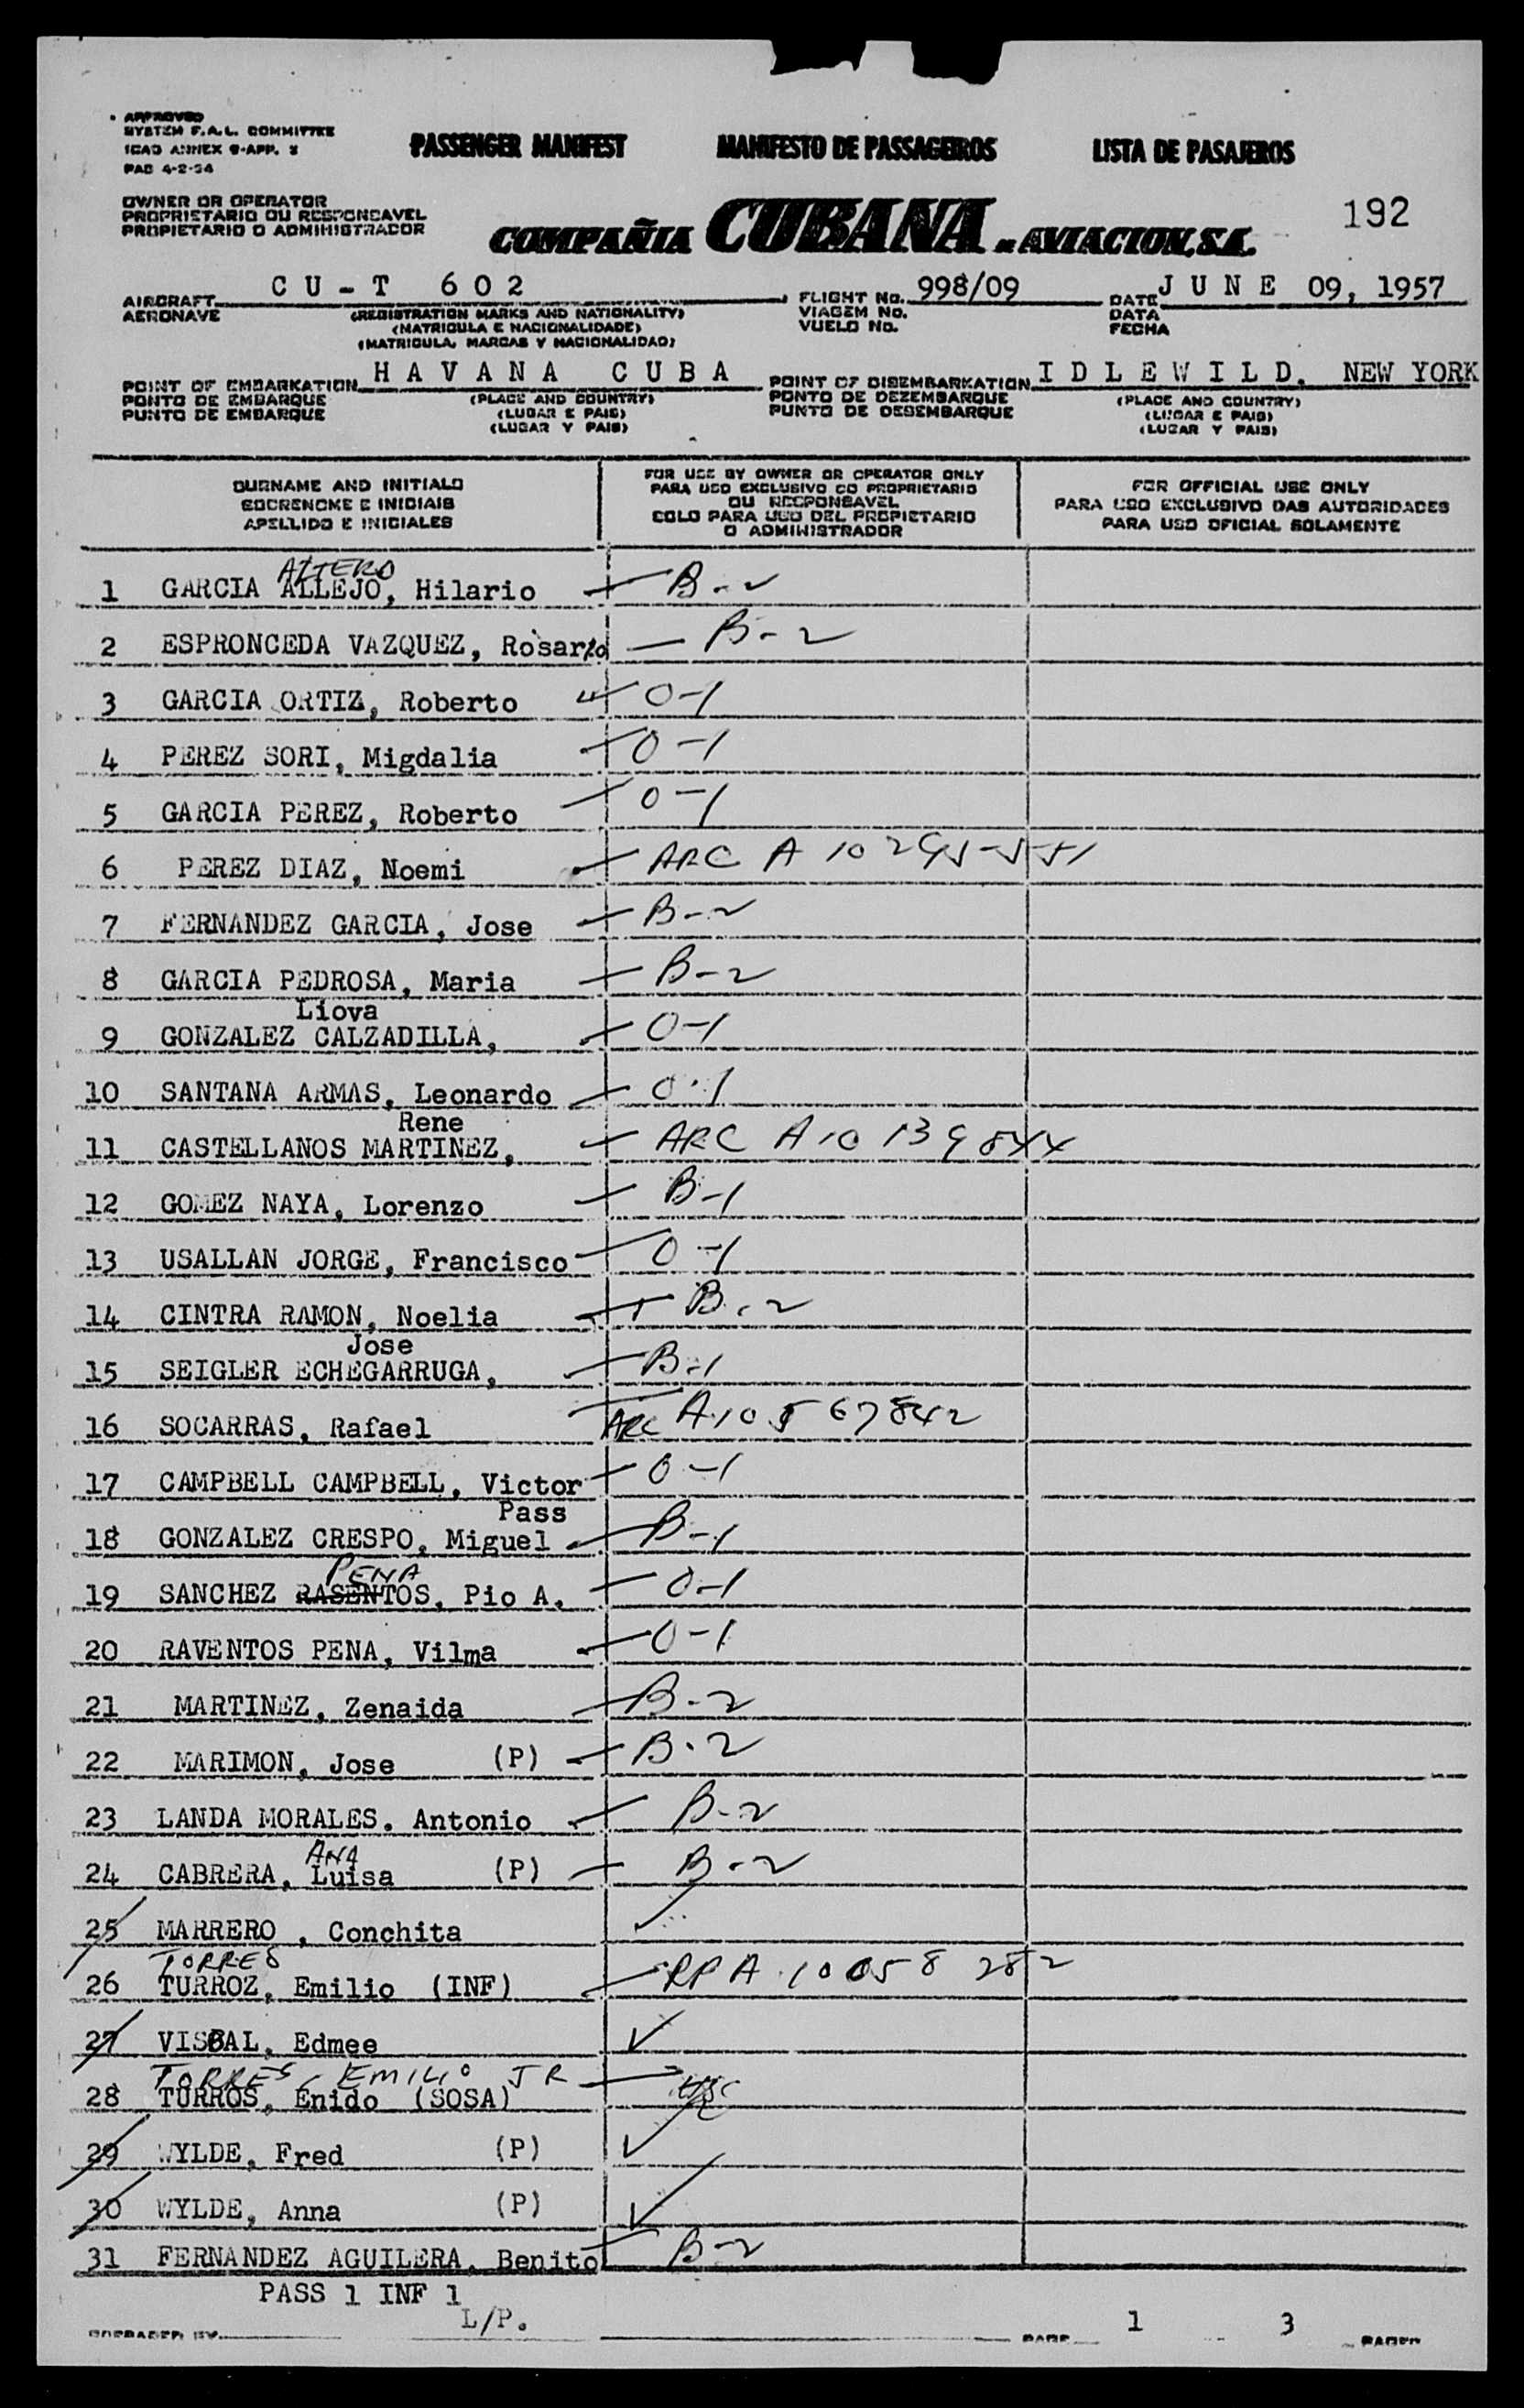 APPROVED
SYSTEM F.A.L. COMMITTEE
ICAO ANNEX 9-APP. 3
PAB 4-2-54
PASSENGER MANIFEST MANIFESTO DE PASSAGEIROS LISTA DE PASAJEROS
OWNER OR OPERATOR
PROPRIETARIO OU RESPONSAVEL
PROPIETARIO O ADMINISTRADOR
COMPAÑIA CUBANA DE AVIACION, S.A.
192
AIRCRAFT CU-T 602 FLIGHT No. 998/09 DATE JUNE 09, 1957
AERONAVE (REGISTRATION MARKS AND NATIONALITY) VIAGEM No. DATA
(MATRICULA E NACIONALIDADE) VUELO No. FECHA
(MATRICULA, MARCAS Y NACIONALIDAD)
POINT OF EMBARKATION HAVANA CUBA POINT OF DISEMBARKATION IDLEWILD, NEW YORK
PONTO DE EMBARQUE (PLACE AND COUNTRY) PONTO DE DEZEMBARQUE (PLACE AND COUNTRY)
PUNTO DE EMBARQUE (LUGAR E PAIS) PUNTO DE DESEMBARQUE (LUGAR E PAIS)
(LUGAR Y PAIS) (LUGAR Y PAIS)
SURNAME AND INITIALS
SOBRENOME E INICIAIS
APELLIDO E INICIALES
FOR USE BY OWNER OR OPERATOR ONLY
PARA USO EXCLUSIVO DO PROPRIETARIO
OU RESPONSAVEL
SOLO PARA USO DEL PROPIETARIO
O ADMINISTRADOR
FOR OFFICIAL USE ONLY
PARA USO EXCLUSIVO DAS AUTORIDADES
PARA USO OFICIAL SOLAMENTE
1 GARCIA ALLEJO, Hilario B-2
2 ESPRONCEDA VAZQUEZ, Rosario B-2
3 GARCIA ORTIZ, Roberto O-1
4 PEREZ SORI, Migdalia O-1
5 GARCIA PEREZ, Roberto O-1
6 PEREZ DIAZ, Noemi ARC A 10
7 FERNANDEZ GARCIA, Jose B-2
8 GARCIA PEDROSA, Maria B-2
Liova
9 GONZALEZ CALZADILLA, O-1
10 SANTANA ARMAS, Leonardo O-1
Rene
11 CASTELLANOS MARTINEZ, ARC A10 139844
12 GOMEZ NAYA, Lorenzo B-1
13 USALLAN JORGE, Francisco O-1
14 CINTRA RAMON, Noelia B-2
Jose
15 SEIGLER ECHEGARRUGA, B-1
16 SOCARRAS, Rafael ARC A10 567842
17 CAMPBELL CAMPBELL, Victor O-1
Pass
18 GONZALEZ CRESPO, Miguel B-1
PENA
19 SANCHEZ RASENTOS, Pio A. O-1
20 RAVENTOS PENA, Vilma O-1
21 MARTINEZ, Zenaida B-2
22 MARIMON, Jose (P) B-2
23 LANDA MORALES. Antonio B-2
ANA
24 CABRERA, Luisa (P) B-2
25 MARRERO , Conchita
TORRES
26 TURROZ, Emilio (INF) RP A 10058 282
27 VISBAL, Edmee
TORRES, EMILIO JR
28 TURROS, Enido (SOSA) USC
29 WYLDE, Fred (P)
30 WYLDE, Anna (P)
31 FERNANDEZ AGUILERA, Benito B-2
PASS 1 INF 1
L/P.
PAGE 1 3 PAGES